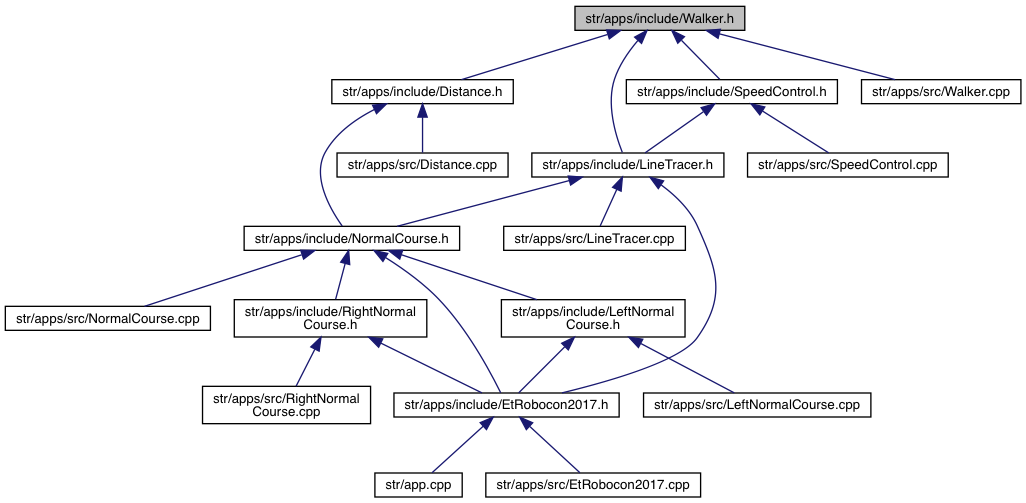 str/apps/include/Walker.h
str/apps/include/Distance.h
str/apps/include/SpeedControl.h
str/apps/src/Walker.cpp
str/apps/src/Distance.cpp
str/apps/include/LineTracer.h
str/apps/src/SpeedControl.cpp
str/apps/include/NormalCourse.h
str/apps/src/LineTracer.cpp
str/apps/src/NormalCourse.cpp
str/apps/include/RightNormal
Course.h
str/apps/include/LeftNormal
Course.h
str/apps/src/RightNormal
Course.cpp
str/apps/include/EtRobocon2017.h
str/apps/src/LeftNormalCourse.cpp
str/app.cpp
str/apps/src/EtRobocon2017.cpp